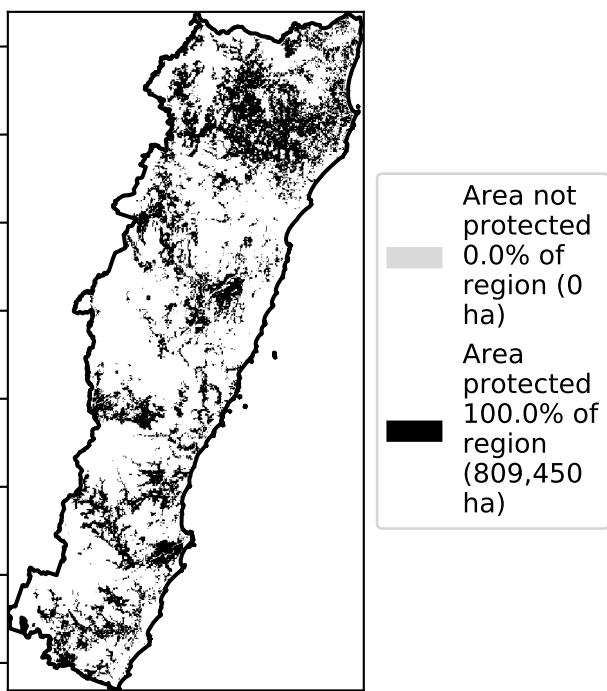 Area not
protected
0.0% of
region (0
ha)
Area
protected
100.0% of
region
(809,450
ha)